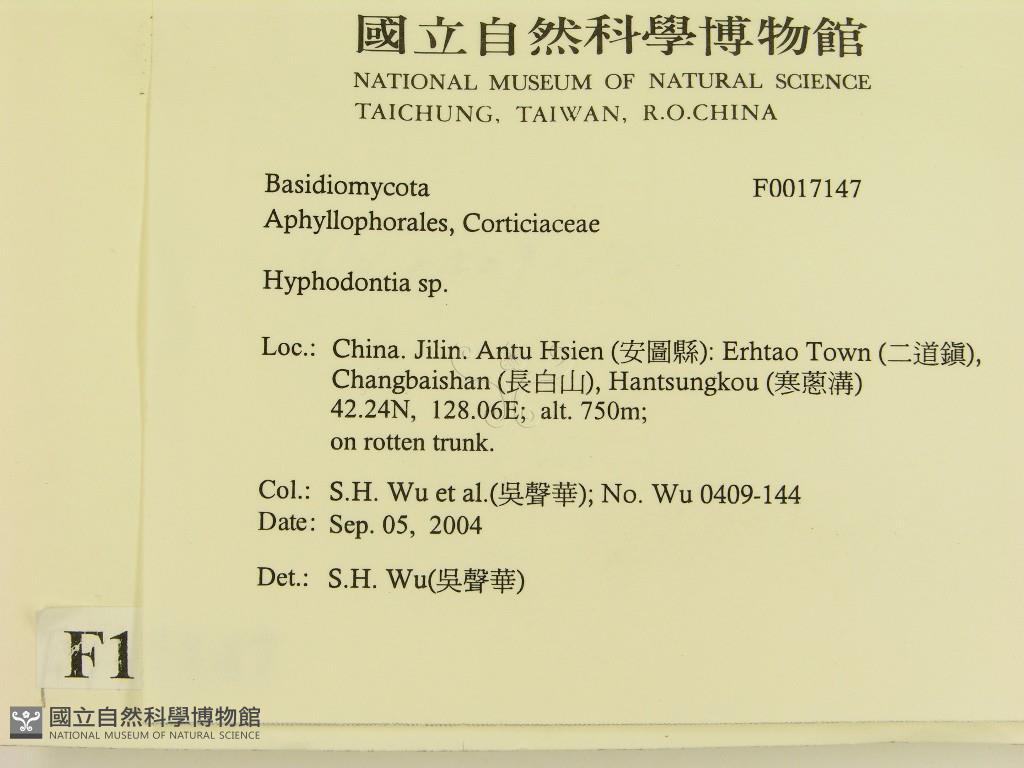 國立自然科學博物館
NATIONAL MUSEUM OF NATURAL SCIENCE
TAICHUNG, TAIWAN, R.O.CHINA
Basidiomycota F0017147
Aphyllophorales, Corticiaceae
Hyphodontia sp.
Loc.: China. Jilin. Antu Hsien (安圖縣): Erhtao Town (二道鎮),
Changbaishan (長白山), Hantsungkou (寒蔥溝)
42.24N, 128.06E; alt. 750m;
on rotten trunk.
Col.: S.H. Wu et al.(吳聲華); No. Wu 0409-144
Date: Sep. 05, 2004
Det.: S.H. Wu(吳聲華)
F1
國立自然科學博物館
NATIONAL MUSEUM OF NATURAL SCIENCE